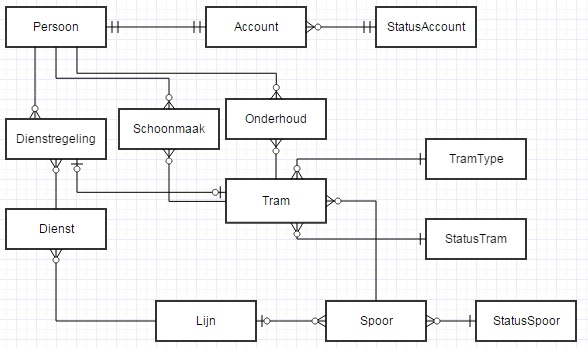 Persoon
Account
StatusAccount
Dienstregeling
Schoonmaak
Onderhoud
TramType
Tram
Dienst
StatusTram
Lijn
Spoor
StatusSpoor